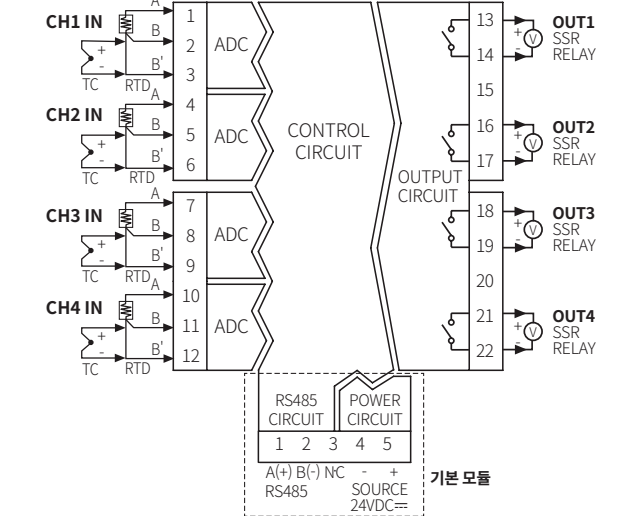 CH1 IN
A
B
B'
+
-
TC
RTD
1
2
3
ADC
CH2 IN
A
B
B'
+
-
TC
RTD
4
5
6
ADC
CH3 IN
A
B
B'
+
-
TC
RTD
7
8
9
ADC
CH4 IN
A
B
B'
+
-
TC
RTD
10
11
12
ADC
CONTROL
CIRCUIT
OUTPUT
CIRCUIT
13
14
15
16
17
18
19
20
21
22
+
-
V
OUT1
SSR
RELAY
+
-
V
OUT2
SSR
RELAY
+
-
V
OUT3
SSR
RELAY
+
-
V
OUT4
SSR
RELAY
RS485
CIRCUIT
POWER
CIRCUIT
1 2 3 4 5
A(+) B(-) N·C - +
RS485
SOURCE
24VDC⎓
기본 모듈